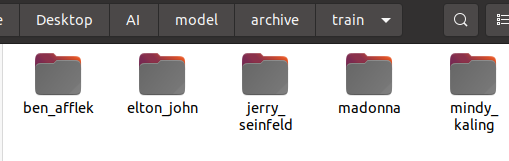 e Desktop AI model archive train
ben_afflek elton_john jerry_ madonna mindy_
seinfeld kaling